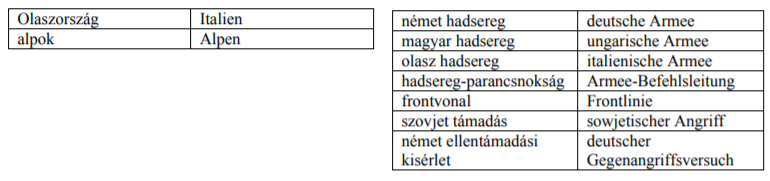 Olaszország Italien
alpok Alpen
német hadsereg deutsche Armee
magyar hadsereg ungarische Armee
olasz hadsereg italienische Armee
hadsereg-parancsnokság Armee-Befehlsleitung
frontvonal Frontlinie
szovjet támadás sowjetischer Angriff
német ellentámadási deutscher
kisérlet Gegenangriffsversuch